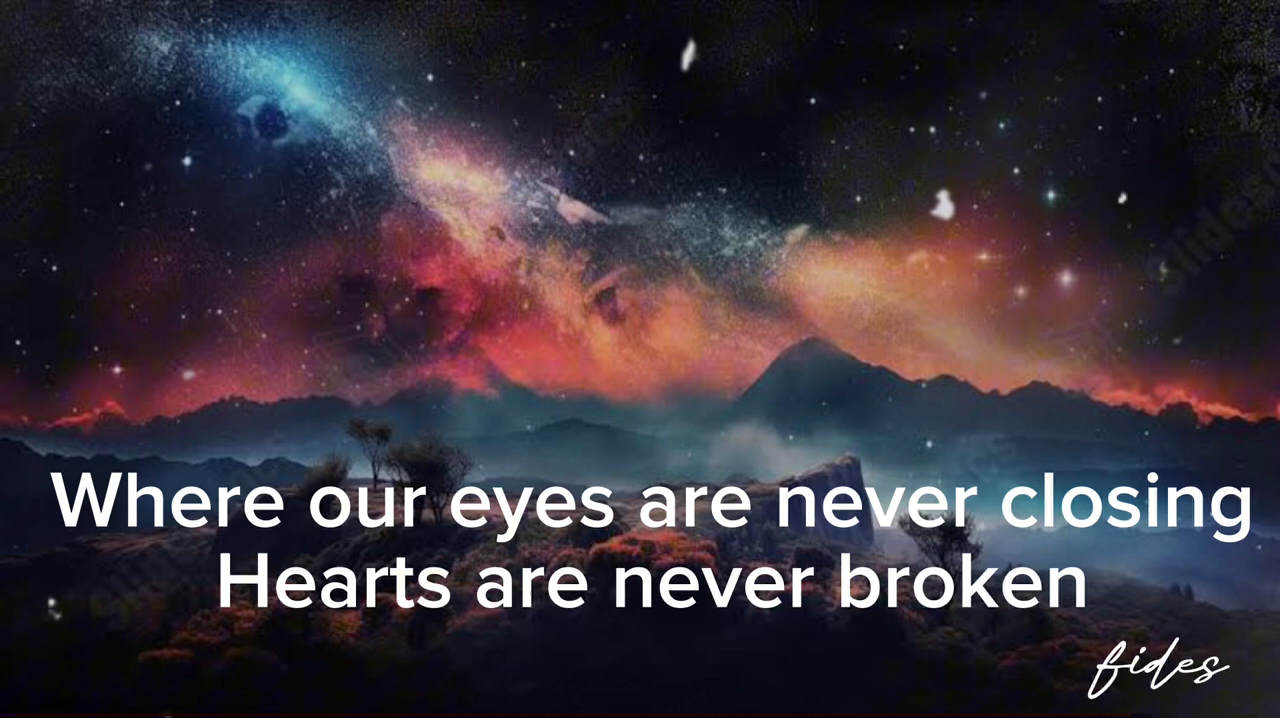 Where our eyes are never closing
Hearts are never broken
fides